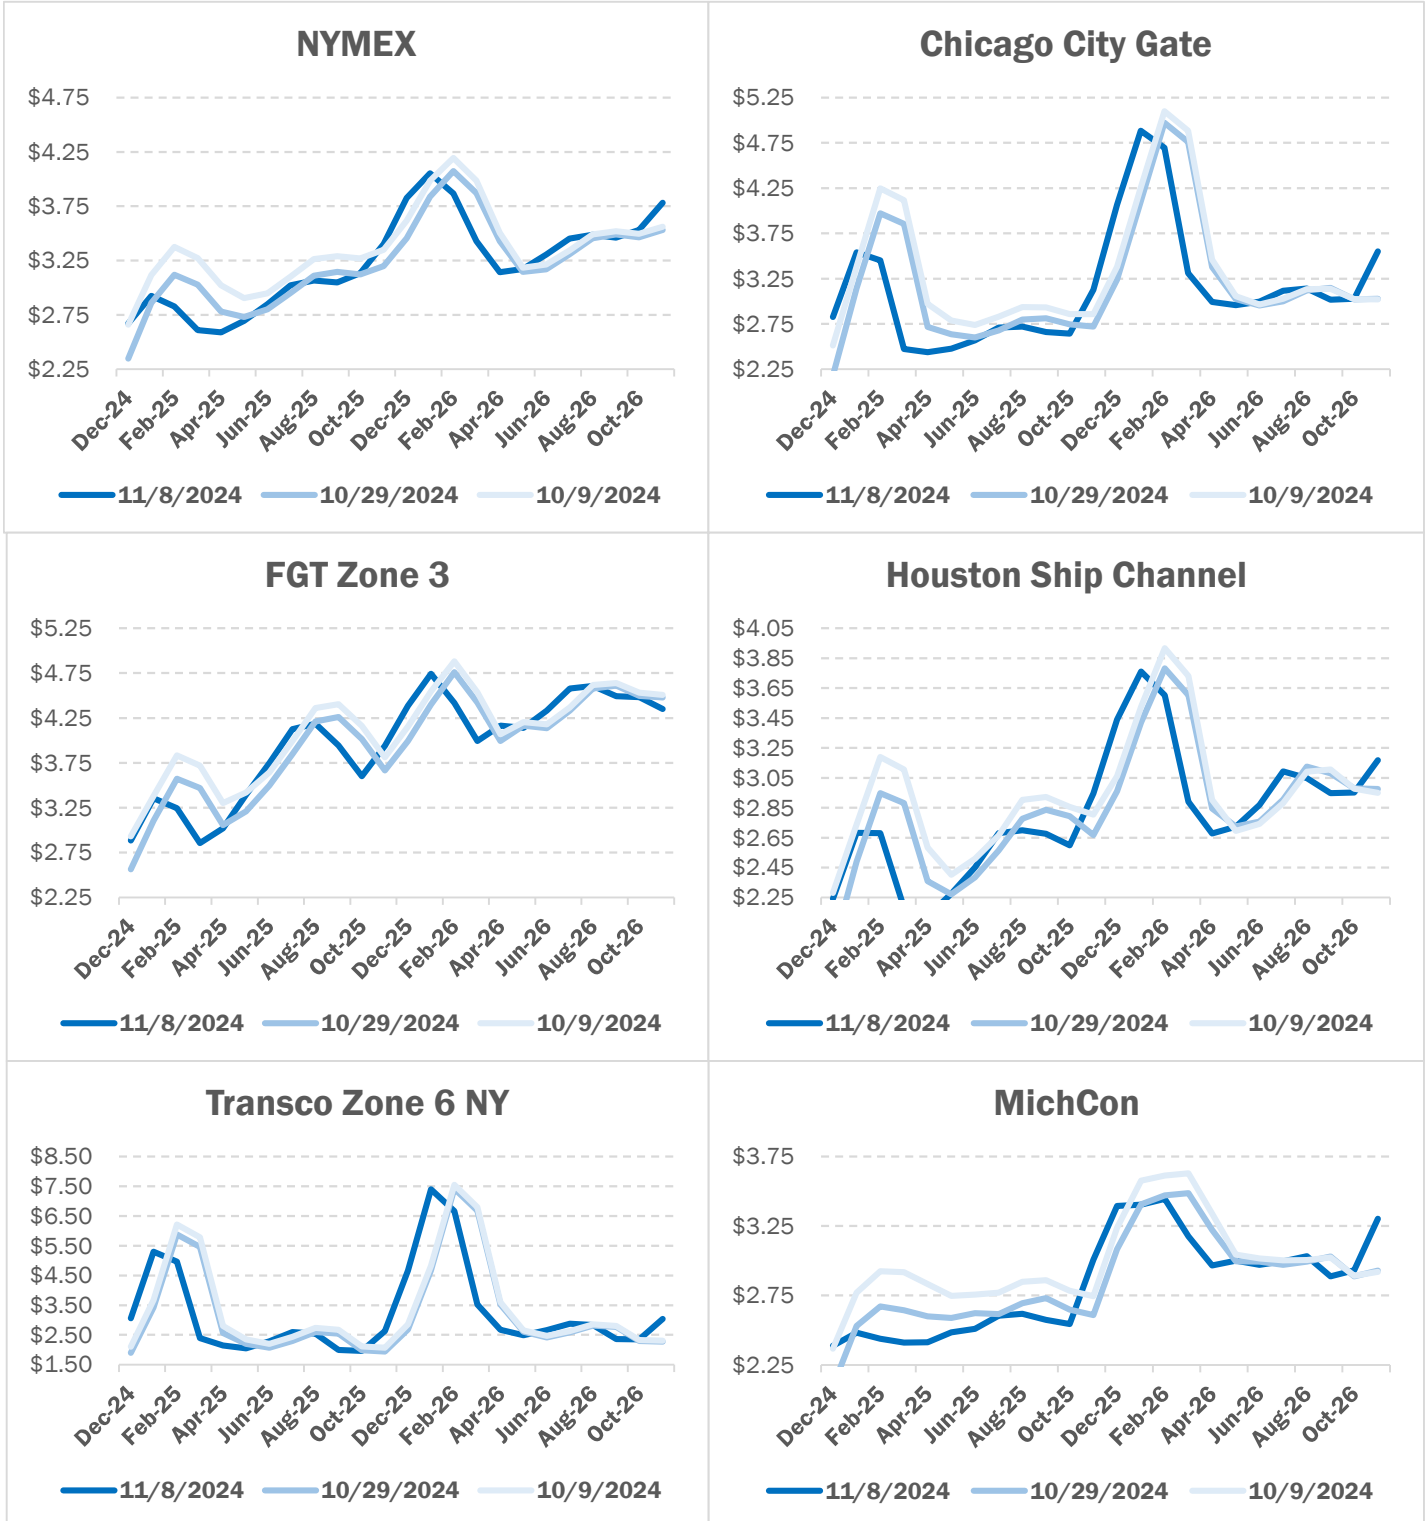 NYMEX
$4.75
$4.25
$3.75
$3.25
$2.75
$2.25
Dec-24 Feb-25 Apr-25 Jun-25 Aug-25 Oct-25 Dec-25 Feb-26 Apr-26 Jun-26 Aug-26 Oct-26
11/8/2024 10/29/2024 10/9/2024
Chicago City Gate
$5.25
$4.75
$4.25
$3.75
$3.25
$2.75
$2.25
Dec-24 Feb-25 Apr-25 Jun-25 Aug-25 Oct-25 Dec-25 Feb-26 Apr-26 Jun-26 Aug-26 Oct-26
11/8/2024 10/29/2024 10/9/2024
FGT Zone 3
$5.25
$4.75
$4.25
$3.75
$3.25
$2.75
$2.25
Dec-24 Feb-25 Apr-25 Jun-25 Aug-25 Oct-25 Dec-25 Feb-26 Apr-26 Jun-26 Aug-26 Oct-26
11/8/2024 10/29/2024 10/9/2024
Houston Ship Channel
$4.05
$3.85
$3.65
$3.45
$3.25
$3.05
$2.85
$2.65
$2.45
$2.25
Dec-24 Feb-25 Apr-25 Jun-25 Aug-25 Oct-25 Dec-25 Feb-26 Apr-26 Jun-26 Aug-26 Oct-26
11/8/2024 10/29/2024 10/9/2024
Transco Zone 6 NY
$8.50
$7.50
$6.50
$5.50
$4.50
$3.50
$2.50
$1.50
Dec-24 Feb-25 Apr-25 Jun-25 Aug-25 Oct-25 Dec-25 Feb-26 Apr-26 Jun-26 Aug-26 Oct-26
11/8/2024 10/29/2024 10/9/2024
MichCon
$3.75
$3.25
$2.75
$2.25
Dec-24 Feb-25 Apr-25 Jun-25 Aug-25 Oct-25 Dec-25 Feb-26 Apr-26 Jun-26 Aug-26 Oct-26
11/8/2024 10/29/2024 10/9/2024